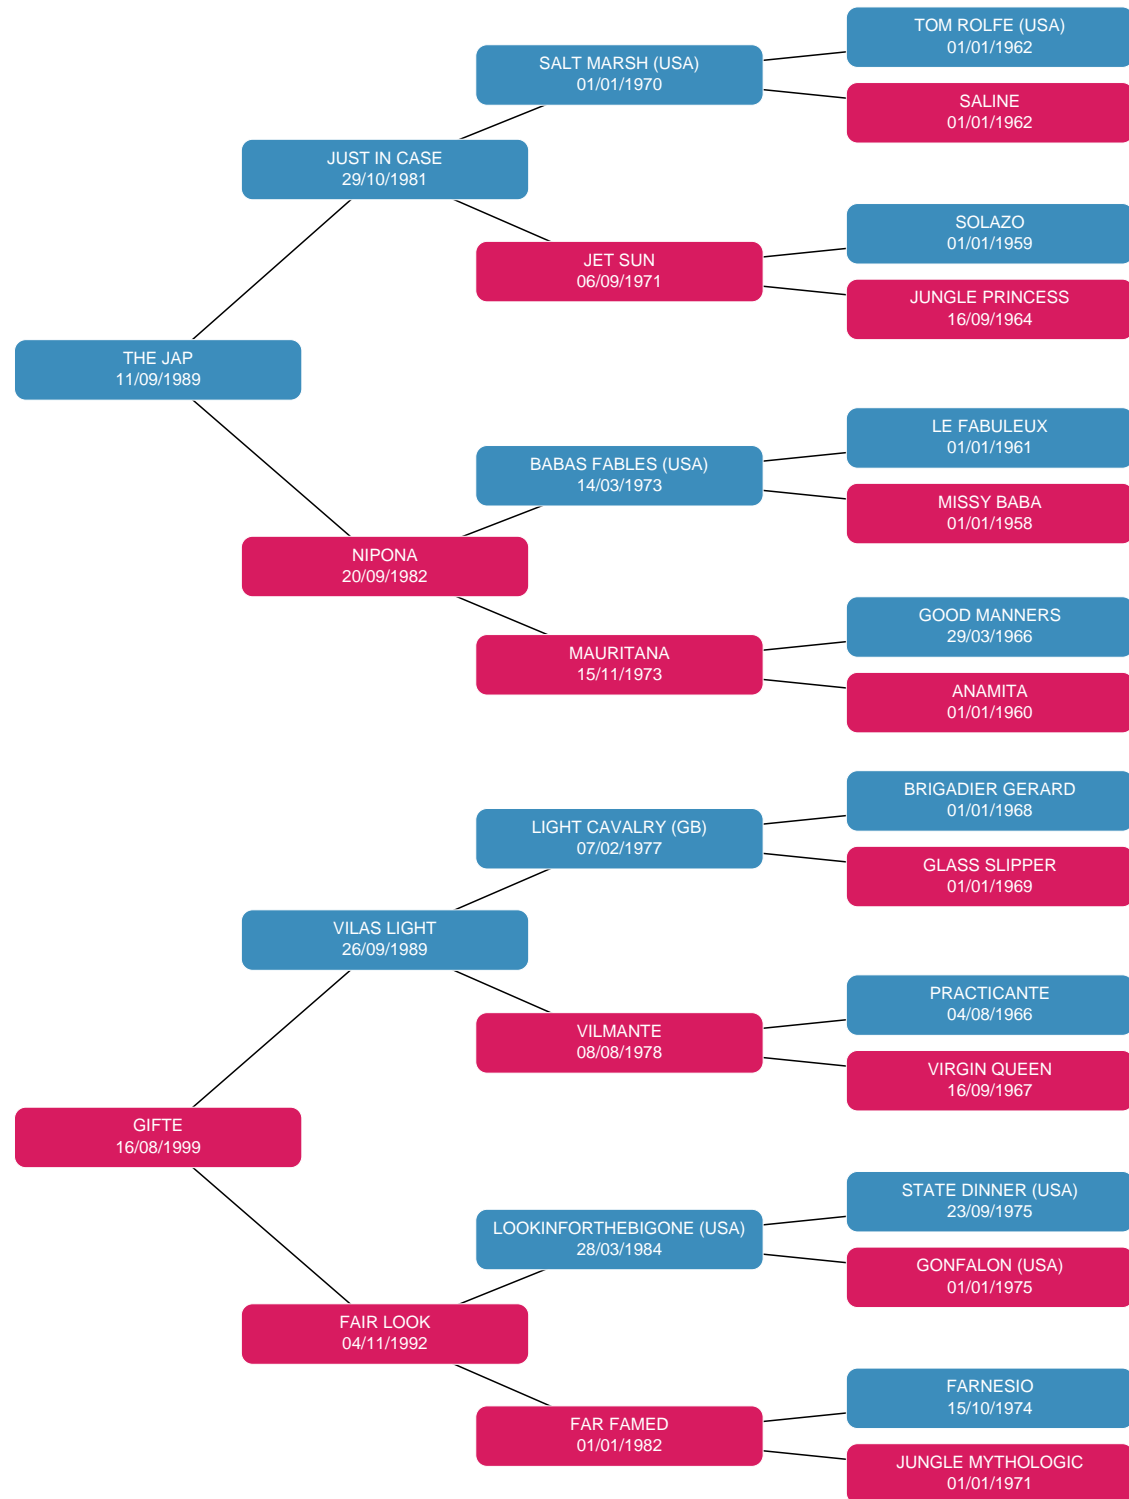 TOM ROLFE (USA)
01/01/1962
SALT MARSH (USA)
01/01/1970
SALINE
01/01/1962
JUST IN CASE
29/10/1981
SOLAZO
01/01/1959
JET SUN
06/09/1971
JUNGLE PRINCESS
16/09/1964
THE JAP
11/09/1989
LE FABULEUX
01/01/1961
BABAS FABLES (USA)
14/03/1973
MISSY BABA
01/01/1958
NIPONA
20/09/1982
GOOD MANNERS
29/03/1966
MAURITANA
15/11/1973
ANAMITA
01/01/1960
BRIGADIER GERARD
01/01/1968
LIGHT CAVALRY (GB)
07/02/1977
GLASS SLIPPER
01/01/1969
VILAS LIGHT
26/09/1989
PRACTICANTE
04/08/1966
VILMANTE
08/08/1978
VIRGIN QUEEN
16/09/1967
GIFTE
16/08/1999
STATE DINNER (USA)
23/09/1975
LOOKINFORTHEBIGONE (USA)
28/03/1984
GONFALON (USA)
01/01/1975
FAIR LOOK
04/11/1992
FARNESIO
15/10/1974
FAR FAMED
01/01/1982
JUNGLE MYTHOLOGIC
01/01/1971